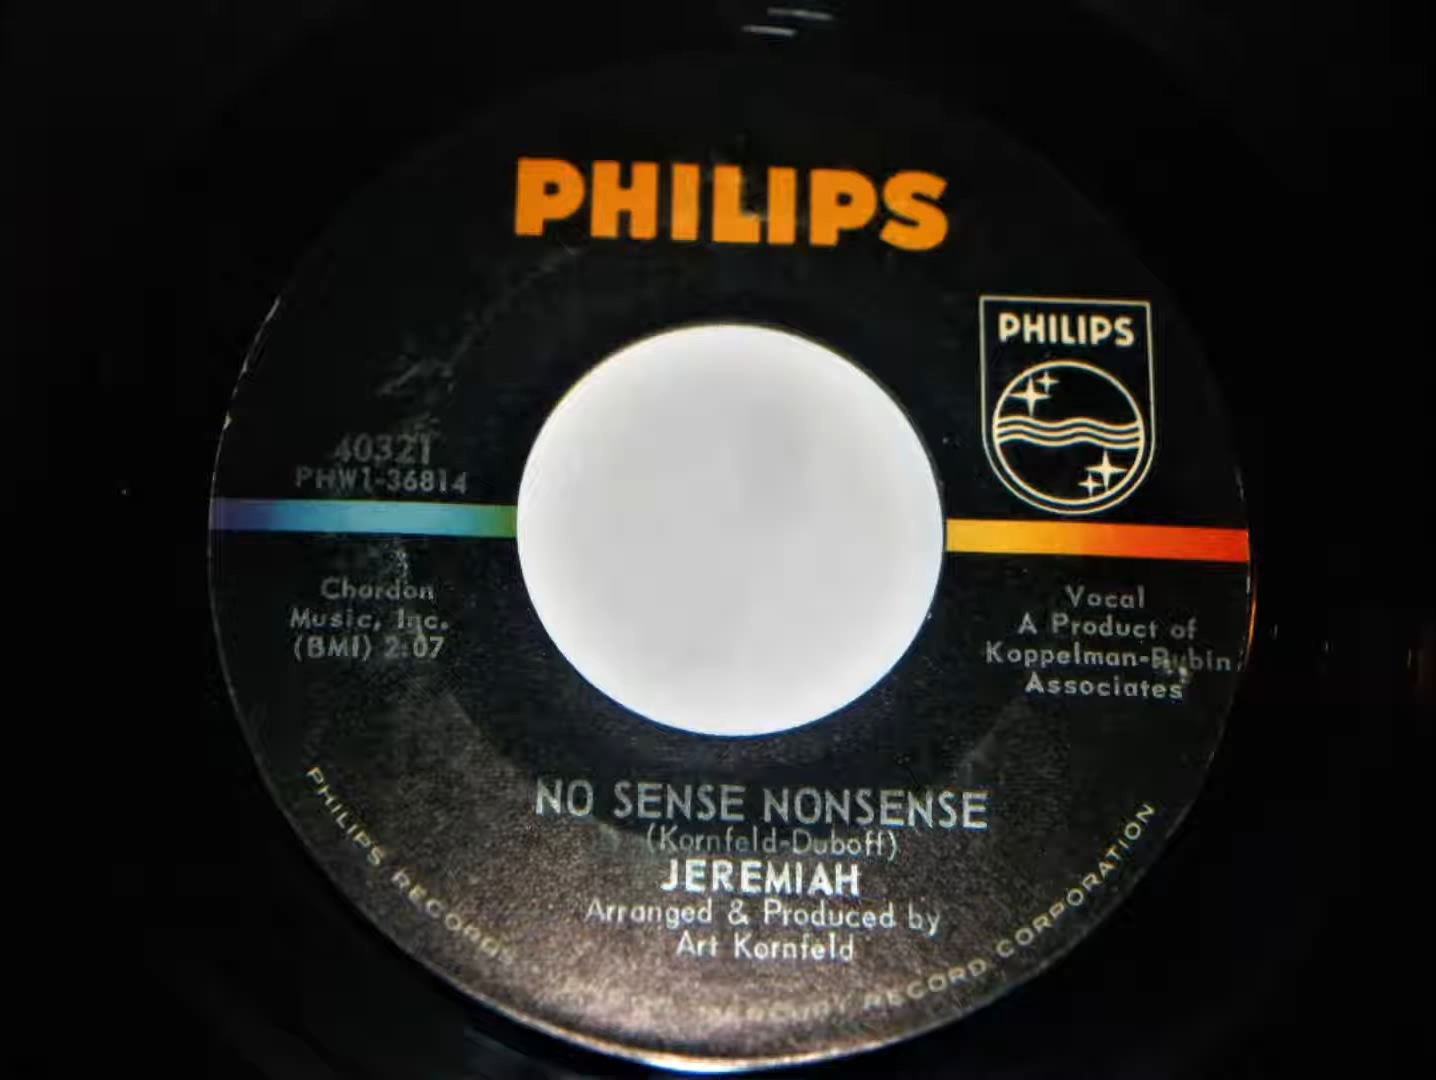 PHILIPS
PHILIPS
40321
PHW1-36814
Chardon
Music, Inc.
(BMI) 2:07
Vocal
A Product of
Koppelman-Rubin
Associates
NO SENSE NONSENSE
(Kornfeld-Duboff)
JEREMIAH
Arranged & Produced by
Art Kornfeld
PHILIPS RECORDS MERCURY RECORD CORPORATION